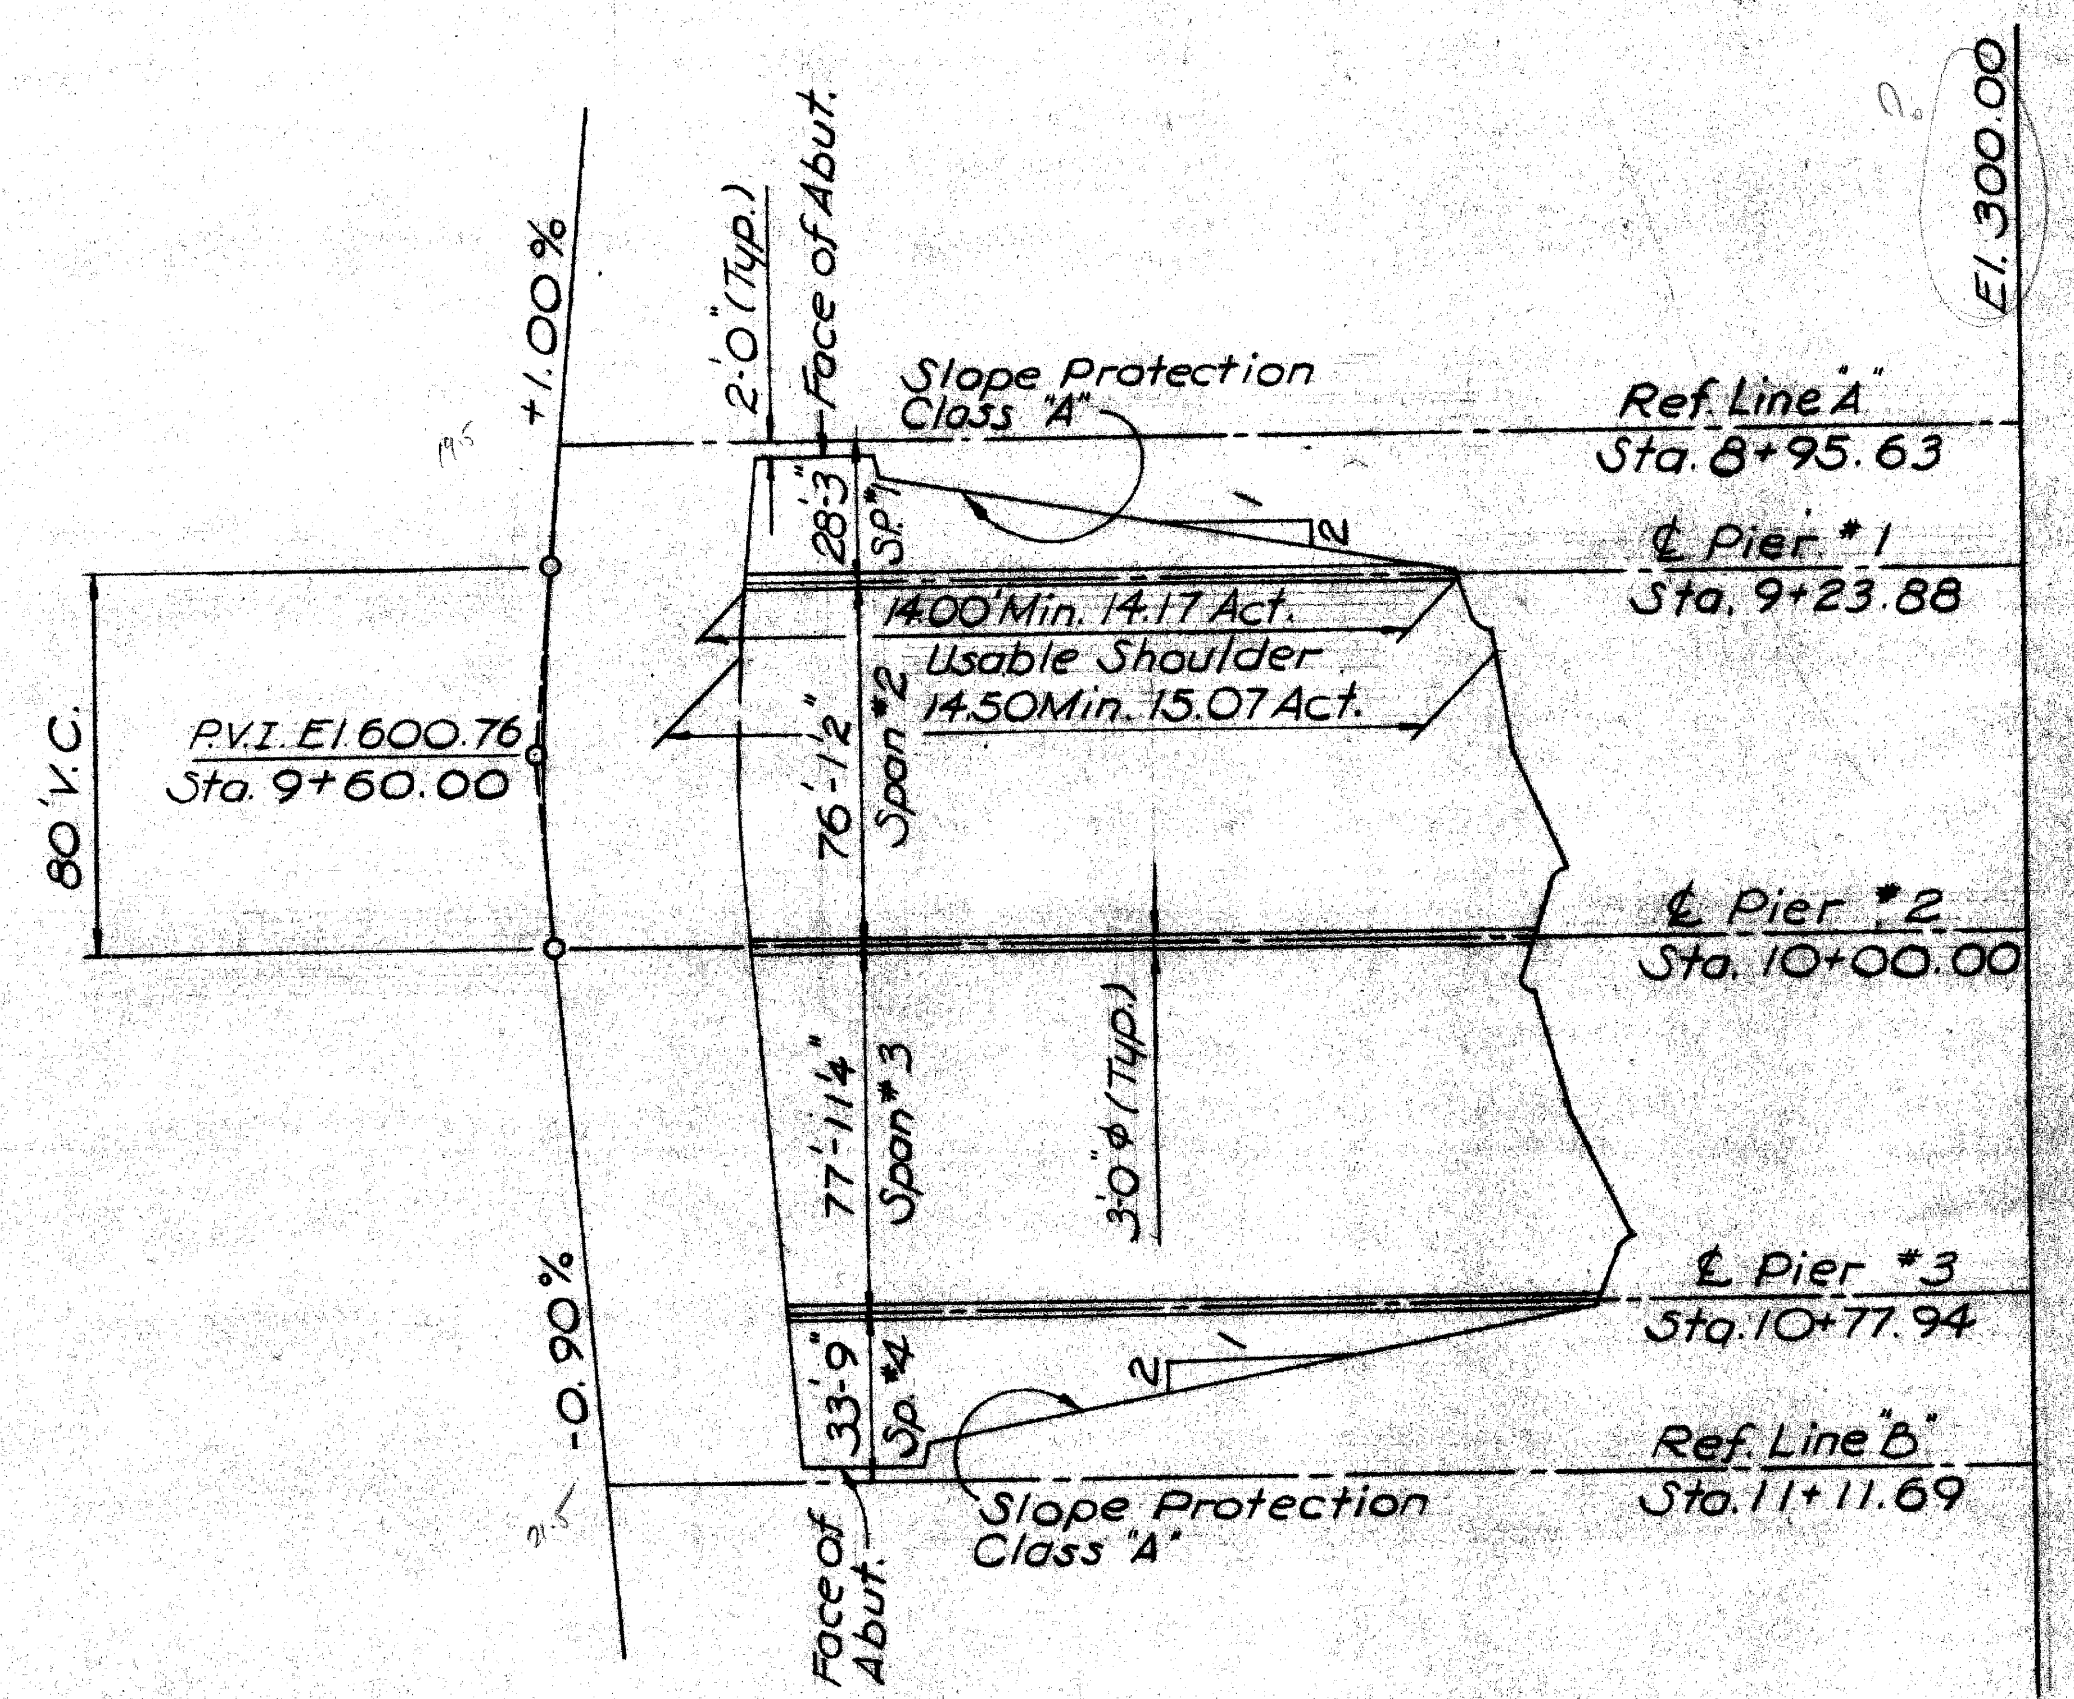 El. 300.00
?
+1.00%
2'-0" (Typ.)
Face of Abut.
Slope Protection
Class "A"
Ref. Line "A"
Sta. 8+95.63
19.5
28'-3"
SP. #1
1
2
℄ Pier #1
Sta. 9+23.88
14.00' Min. 14.17 Act.
Usable Shoulder
14.50 Min. 15.07 Act.
80' V.C.
P.V.I. El. 600.76
Sta. 9+60.00
76'-1½"
Span #2
℄ Pier #2
Sta. 10+00.00
77'-11¼"
Span #3
3'-0" φ (Typ.)
℄ Pier #3
Sta. 10+77.94
-0.90%
33'-9"
Sp. #4
2
1
Ref. Line "B"
Sta. 11+11.69
21.5
Slope Protection
Class "A"
Face of
Abut.